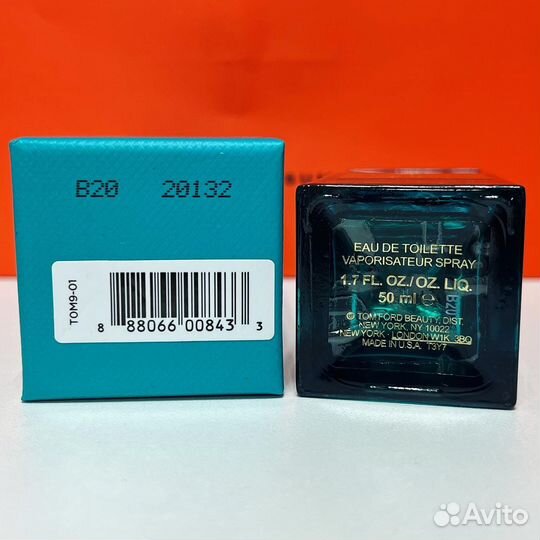 B20 20132
TOM9-01
8 88066 00843 3
EAU DE TOILETTE
VAPORISATEUR SPRAY
1.7 FL. OZ./OZ. LIQ.
50 ml ℮
B20
© TOM FORD BEAUTY, DIST.
NEW YORK, NY 10022
NEW YORK · LONDON W1K 3BQ
MADE IN U.S.A. T3Y7
Avito